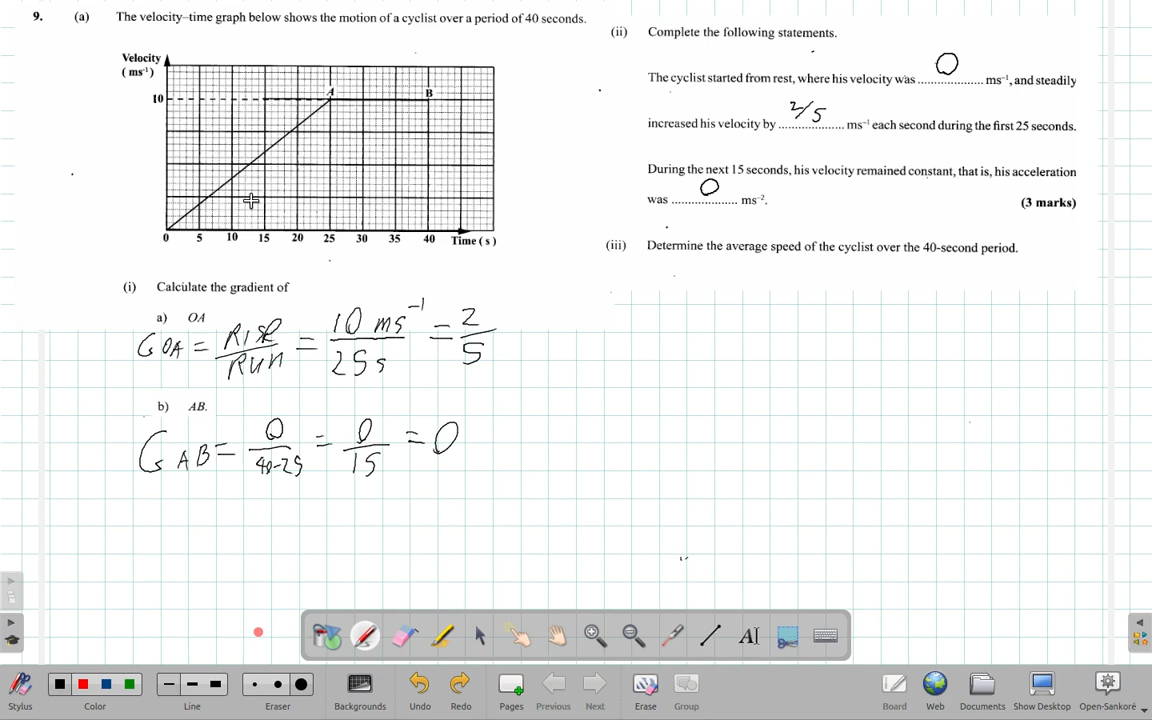 9. (a) The velocity–time graph below shows the motion of a cyclist over a period of 40 seconds.
Velocity
( ms⁻¹ )
10
A
B
0 5 10 15 20 25 30 35 40 Time ( s )
(i) Calculate the gradient of
a) OA
G OA = RISE/RUN = 10 ms⁻¹/25 s = 2/5
b) AB.
G AB = 0/40-25 = 0/15 = 0
(ii) Complete the following statements.
The cyclist started from rest, where his velocity was ...... 0 ...... ms⁻¹, and steadily
increased his velocity by ...... 2/5 ...... ms⁻¹ each second during the first 25 seconds.
During the next 15 seconds, his velocity remained constant, that is, his acceleration
was ...... 0 ...... ms⁻².
(3 marks)
(iii) Determine the average speed of the cyclist over the 40-second period.
Stylus Color Line Eraser Backgrounds Undo Redo Pages Previous Next Erase Group Board Web Documents Show Desktop Open-Sankoré